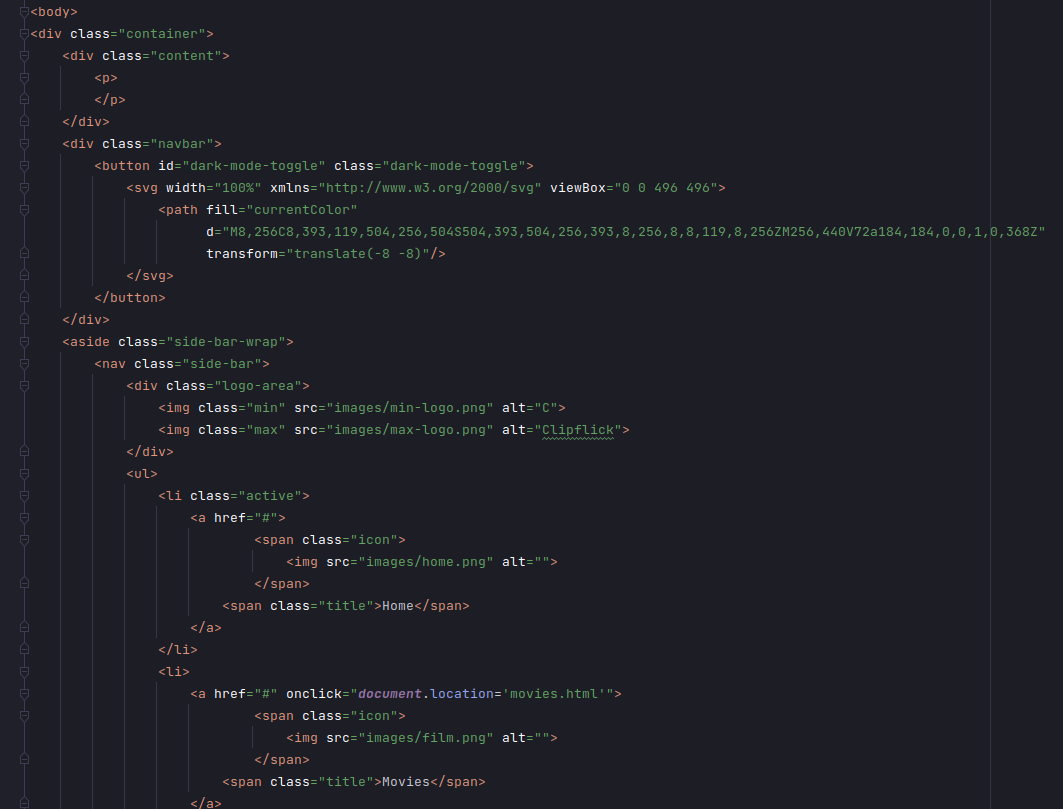 <body>
<div class="container">
    <div class="content">
        <p>
        </p>
    </div>
    <div class="navbar">
        <button id="dark-mode-toggle" class="dark-mode-toggle">
            <svg width="100%" xmlns="http://www.w3.org/2000/svg" viewBox="0 0 496 496">
                <path fill="currentColor"
                      d="M8,256C8,393,119,504,256,504S504,393,504,256,393,8,256,8,8,119,8,256ZM256,440V72a184,184,0,0,1,0,368Z"
                      transform="translate(-8 -8)"/>
            </svg>
        </button>
    </div>
    <aside class="side-bar-wrap">
        <nav class="side-bar">
            <div class="logo-area">
                <img class="min" src="images/min-logo.png" alt="C">
                <img class="max" src="images/max-logo.png" alt="Clipflick">
            </div>
            <ul>
                <li class="active">
                    <a href="#">
                            <span class="icon">
                                <img src="images/home.png" alt="">
                            </span>
                        <span class="title">Home</span>
                    </a>
                </li>
                <li>
                    <a href="#" onclick="document.location='movies.html'">
                            <span class="icon">
                                <img src="images/film.png" alt="">
                            </span>
                        <span class="title">Movies</span>
                    </a>